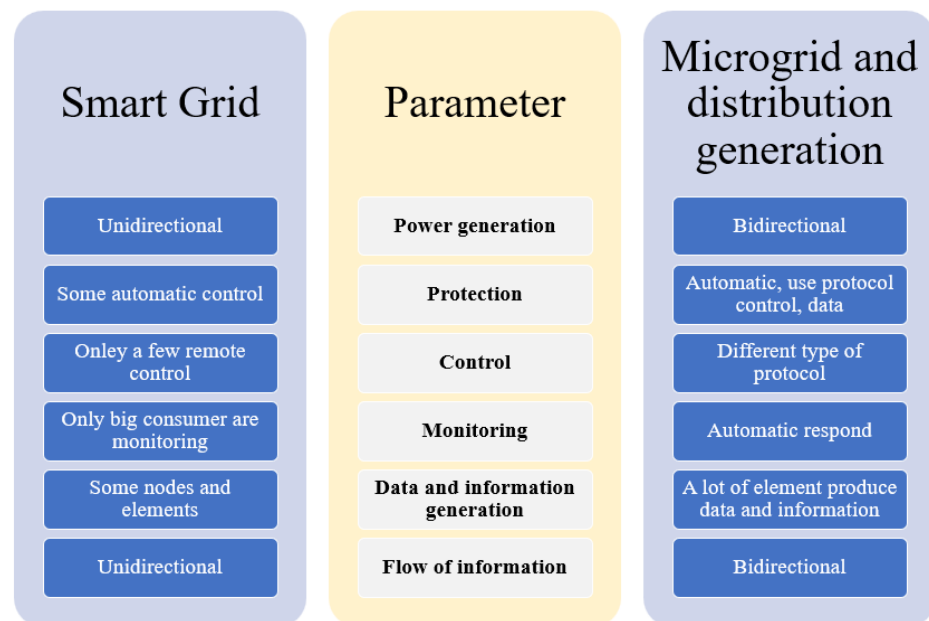 Smart Grid
Unidirectional
Some automatic control
Onley a few remote
control
Only big consumer are
monitoring
Some nodes and
elements
Unidirectional
Parameter
Power generation
Protection
Control
Monitoring
Data and information
generation
Flow of information
Microgrid and
distribution
generation
Bidirectional
Automatic, use protocol
control, data
Different type of
protocol
Automatic respond
A lot of element produce
data and information
Bidirectional